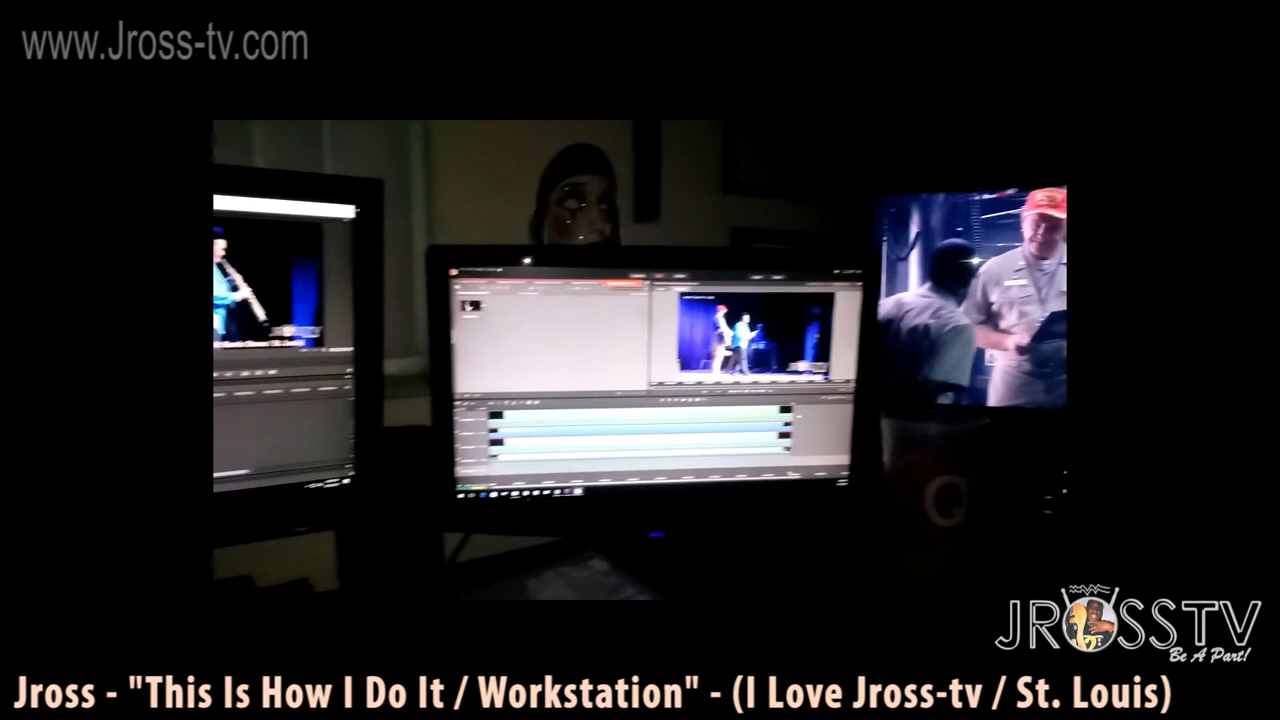 www.Jross-tv.com
Q
JROSSTV
Be A Part!
Jross - "This Is How I Do It / Workstation" - (I Love Jross-tv / St. Louis)